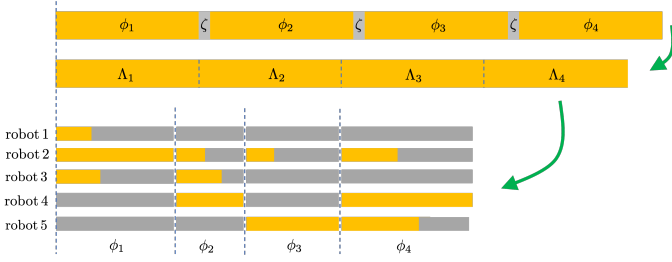 ϕ₁ ζ ϕ₂ ζ ϕ₃ ζ ϕ₄
Λ₁ Λ₂ Λ₃ Λ₄
robot 1
robot 2
robot 3
robot 4
robot 5
ϕ₁ ϕ₂ ϕ₃ ϕ₄